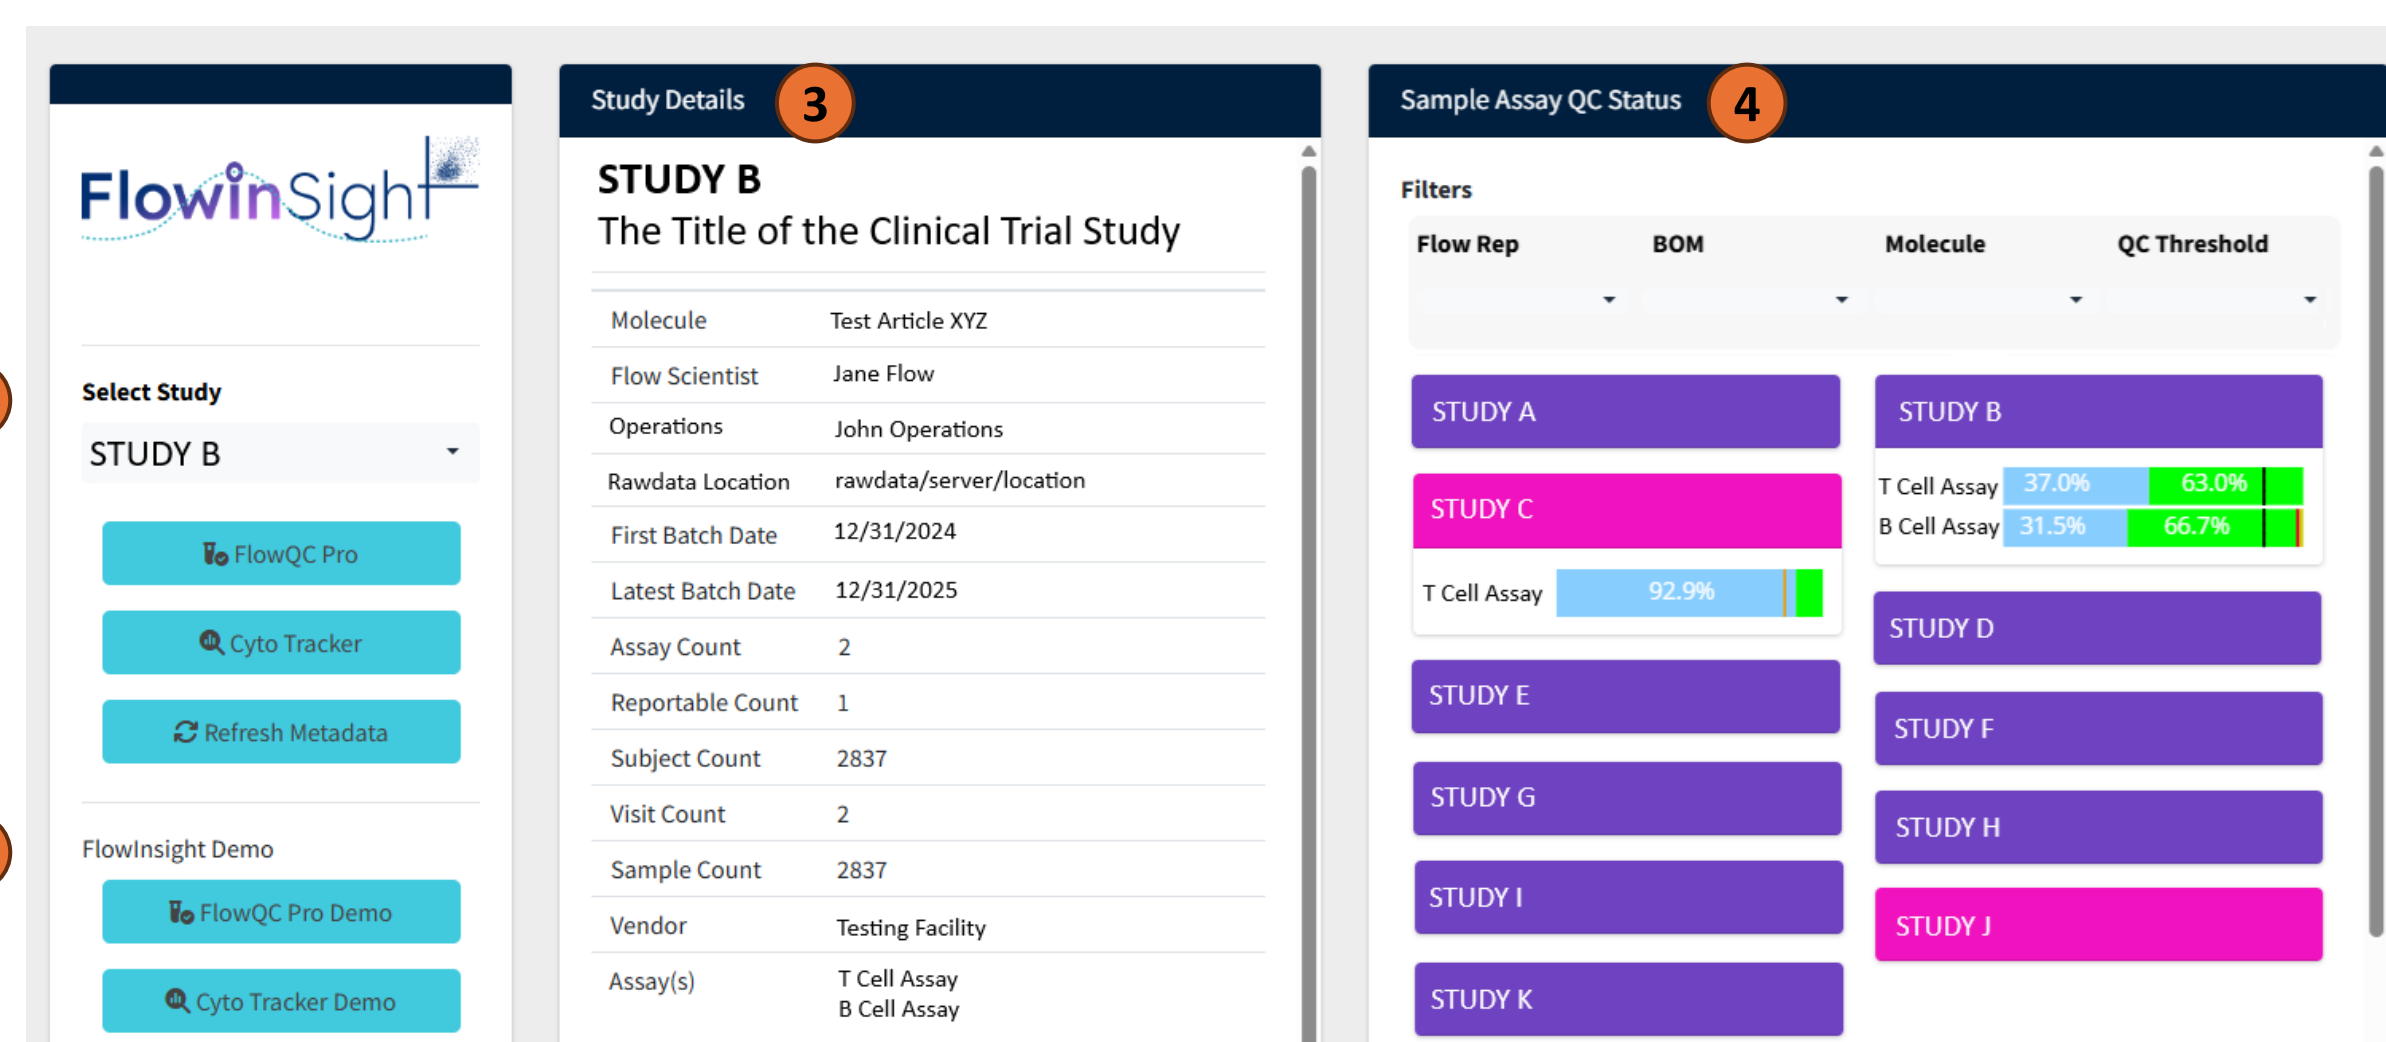 FlowinSight
Select Study
STUDY B
FlowQC Pro
Cyto Tracker
Refresh Metadata
FlowInsight Demo
FlowQC Pro Demo
Cyto Tracker Demo
Study Details 3
STUDY B
The Title of the Clinical Trial Study
Molecule Test Article XYZ
Flow Scientist Jane Flow
Operations John Operations
Rawdata Location rawdata/server/location
First Batch Date 12/31/2024
Latest Batch Date 12/31/2025
Assay Count 2
Reportable Count 1
Subject Count 2837
Visit Count 2
Sample Count 2837
Vendor Testing Facility
Assay(s) T Cell Assay
B Cell Assay
Sample Assay QC Status 4
Filters
Flow Rep BOM Molecule QC Threshold
STUDY A
STUDY C
T Cell Assay 92.9%
STUDY E
STUDY G
STUDY I
STUDY K
STUDY B
T Cell Assay 37.0% 63.0%
B Cell Assay 31.5% 66.7%
STUDY D
STUDY F
STUDY H
STUDY J